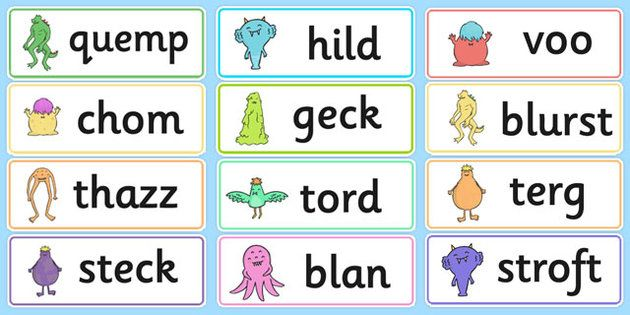 quemp
hild
voo
chom
geck
blurst
thazz
tord
terg
steck
blan
stroft